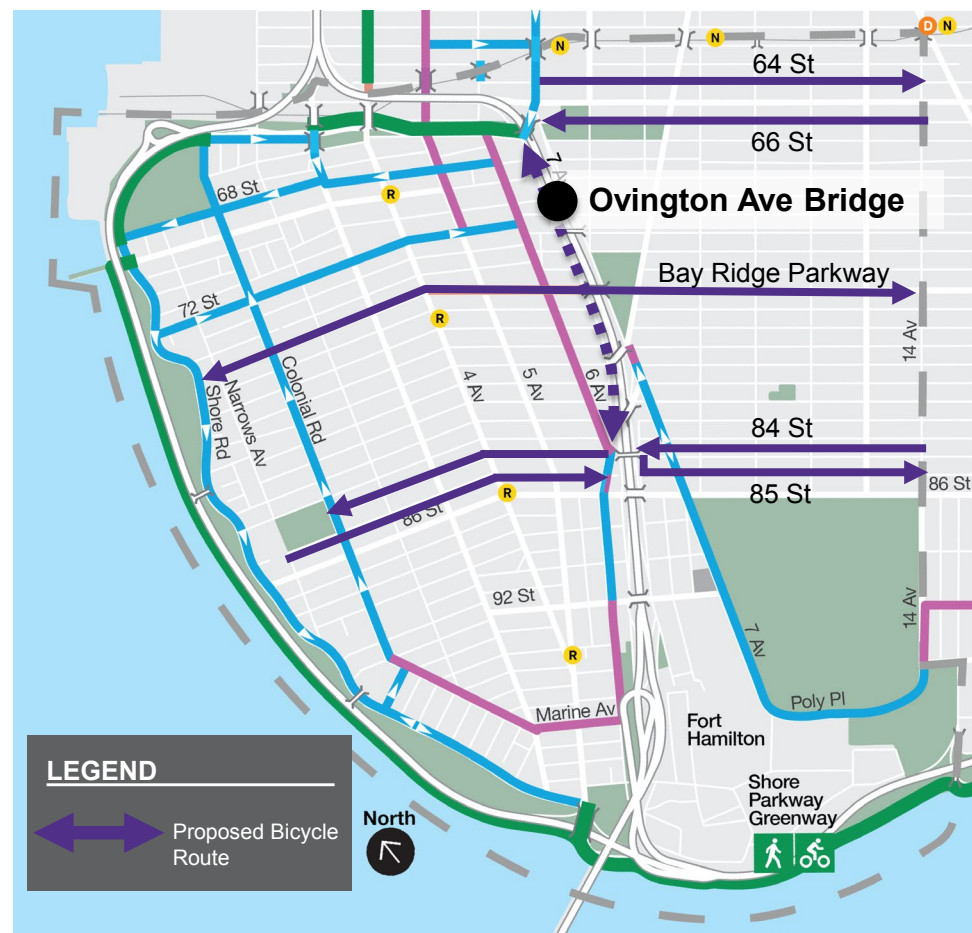 D
N
N
N
64 St
66 St
7 Av
68 St
R
Ovington Ave Bridge
Bay Ridge Parkway
72 St
R
14 Av
Colonial Rd
4 Av
5 Av
6 Av
Narrows Av
Shore Rd
84 St
86 St
85 St
R
86 St
92 St
14 Av
7 Av
R
Marine Av
Poly Pl
Fort
Hamilton
LEGEND
Proposed Bicycle
Route
North
Shore
Parkway
Greenway